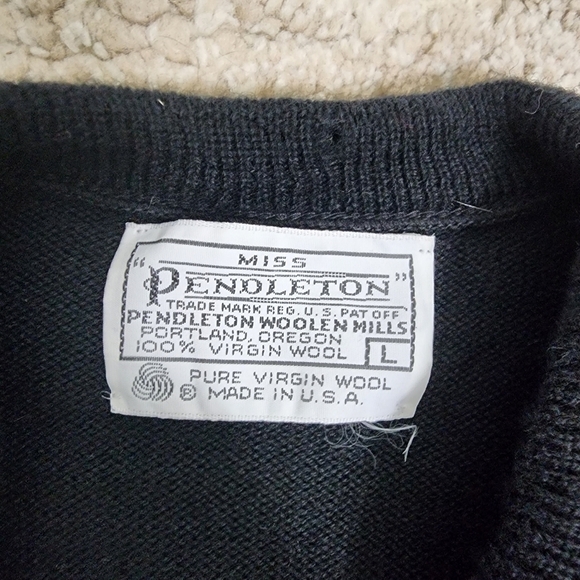 MISS
"PENDLETON"
TRADE MARK REG. U.S. PAT OFF
PENDLETON WOOLEN MILLS
PORTLAND, OREGON
100% VIRGIN WOOL L
PURE VIRGIN WOOL
® MADE IN U.S.A.